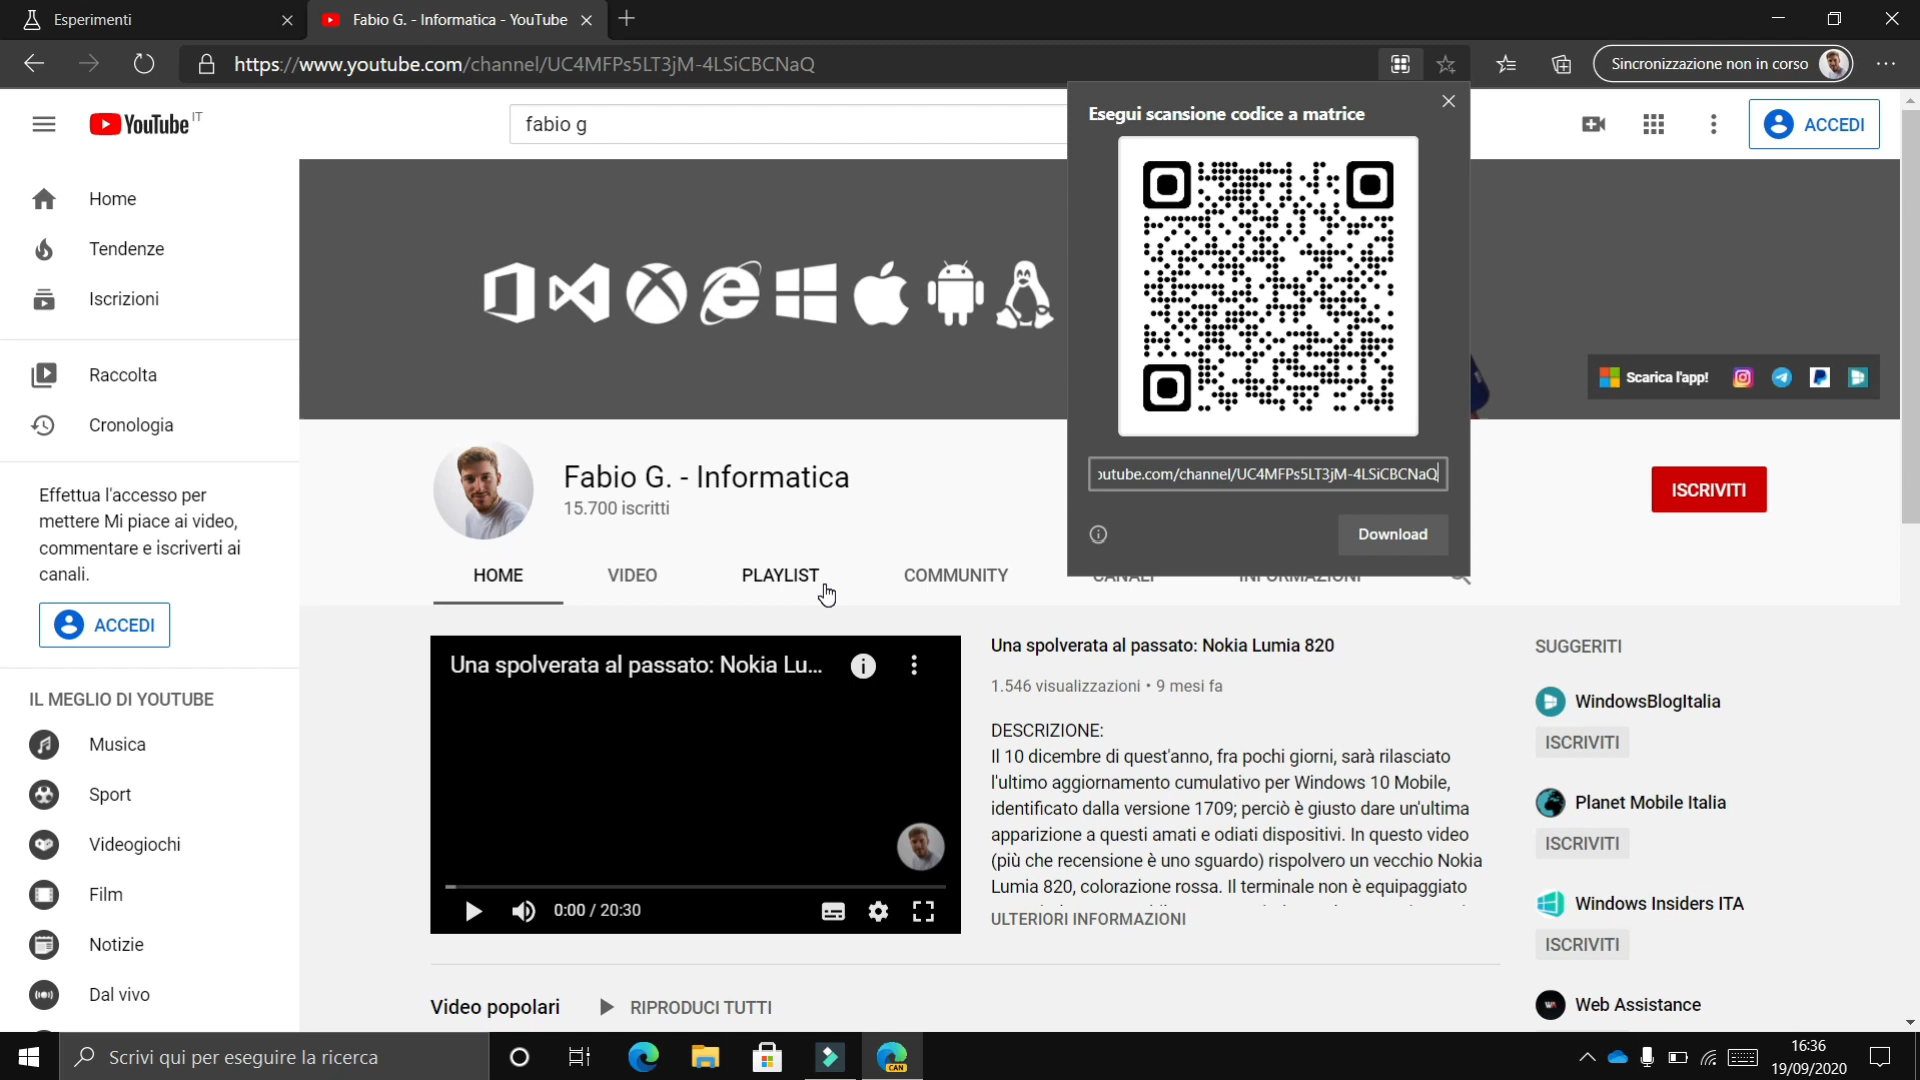 Esperimenti
Fabio G. - Informatica - YouTube
https://www.youtube.com/channel/UC4MFPs5LT3jM-4LSiCBCNaQ
Sincronizzazione non in corso
YouTube IT
fabio g
ACCEDI
Esegui scansione codice a matrice
outube.com/channel/UC4MFPs5LT3jM-4LSiCBCNaQ
Download
Home
Tendenze
Iscrizioni
Raccolta
Cronologia
Effettua l'accesso per
mettere Mi piace ai video,
commentare e iscriverti ai
canali.
ACCEDI
IL MEGLIO DI YOUTUBE
Musica
Sport
Videogiochi
Film
Notizie
Dal vivo
Scarica l'app!
Fabio G. - Informatica
15.700 iscritti
ISCRIVITI
HOME
VIDEO
PLAYLIST
COMMUNITY
CANALI
INFORMAZIONI
Una spolverata al passato: Nokia Lu...
0:00 / 20:30
Una spolverata al passato: Nokia Lumia 820
1.546 visualizzazioni • 9 mesi fa
DESCRIZIONE:
Il 10 dicembre di quest'anno, fra pochi giorni, sarà rilasciato
l'ultimo aggiornamento cumulativo per Windows 10 Mobile,
identificato dalla versione 1709; perciò è giusto dare un'ultima
apparizione a questi amati e odiati dispositivi. In questo video
(più che recensione è uno sguardo) rispolvero un vecchio Nokia
Lumia 820, colorazione rossa. Il terminale non è equipaggiato
ULTERIORI INFORMAZIONI
SUGGERITI
WindowsBlogItalia
ISCRIVITI
Planet Mobile Italia
ISCRIVITI
Windows Insiders ITA
ISCRIVITI
Web Assistance
Video popolari
RIPRODUCI TUTTI
Scrivi qui per eseguire la ricerca
CAN
16:36
19/09/2020